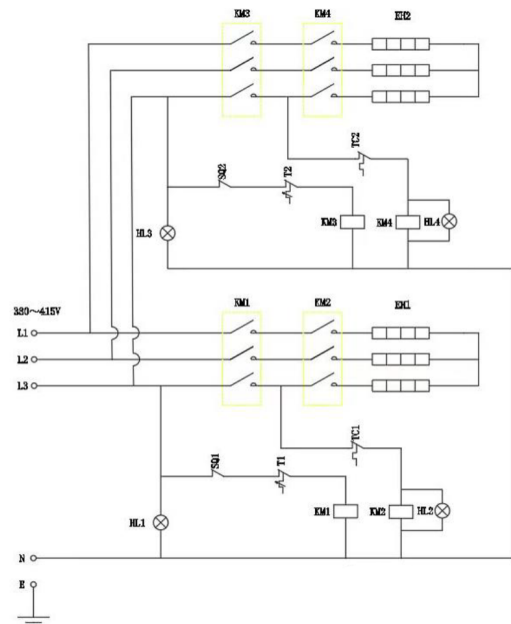 KM3 KM4 EH2
TC2
SQ2 T2
KM3 KM4 HL4
HL3
380~415V
KM1 KM2 EH1
L1
L2
L3
TC1
SQ1 T1
KM1 KM2 HL2
HL1
N
E